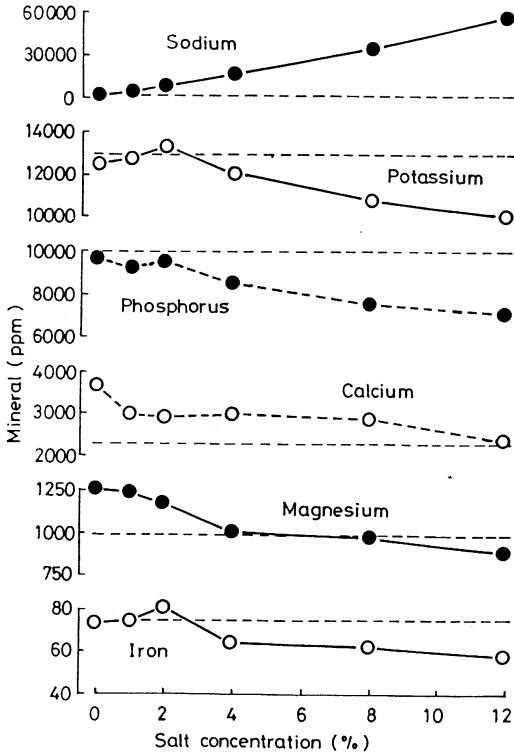 60000
Sodium
30000
0
14000
12000
Potassium
10000
10000
8000
Phosphorus
6000
4000
Calcium
3000
2000
1250
Magnesium
1000
750
80
60
Iron
40
0 2 4 6 8 10 12
Salt concentration (%)
Mineral (ppm)